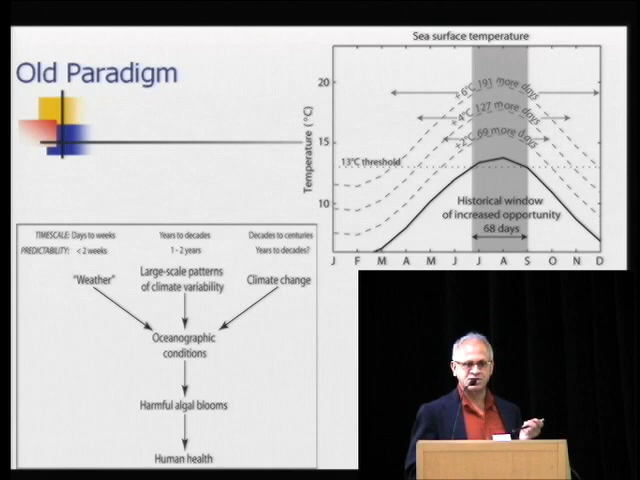 Old Paradigm
Sea surface temperature
Temperature (°C)
20
15
10
+6°C 191 more days
+4°C 127 more days
+2°C 69 more days
13°C threshold
Historical window
of increased opportunity
68 days
J F M A M J J A S O N D
TIMESCALE: Days to weeks Years to decades Decades to centuries
PREDICTABILITY: < 2 weeks 1 - 2 years Years to decades?
"Weather" Large-scale patterns Climate change
of climate variability
Oceanographic
conditions
Harmful algal blooms
Human health